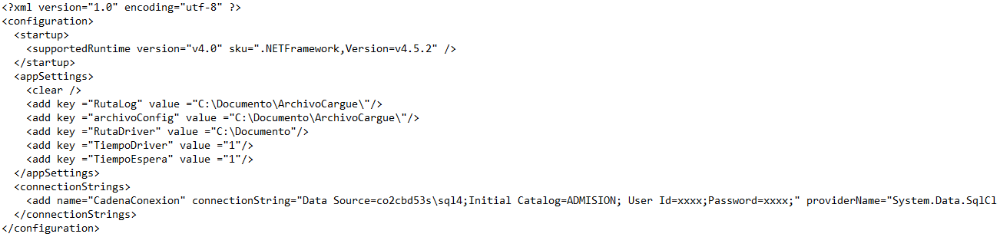 <?xml version="1.0" encoding="utf-8" ?>
<configuration>
  <startup>
    <supportedRuntime version="v4.0" sku=".NETFramework,Version=v4.5.2" />
  </startup>
  <appSettings>
    <clear />
    <add key ="RutaLog" value ="C:\Documento\ArchivoCargue\"/>
    <add key ="archivoConfig" value ="C:\Documento\ArchivoCargue\"/>
    <add key ="RutaDriver" value ="C:\Documento"/>
    <add key ="TiempoDriver" value ="1"/>
    <add key ="TiempoEspera" value ="1"/>
  </appSettings>
  <connectionStrings>
    <add name="CadenaConexion" connectionString="Data Source=co2cbd53s\sql4;Initial Catalog=ADMISION; User Id=xxxx;Password=xxxx;" providerName="System.Data.SqlCl
  </connectionStrings>
</configuration>